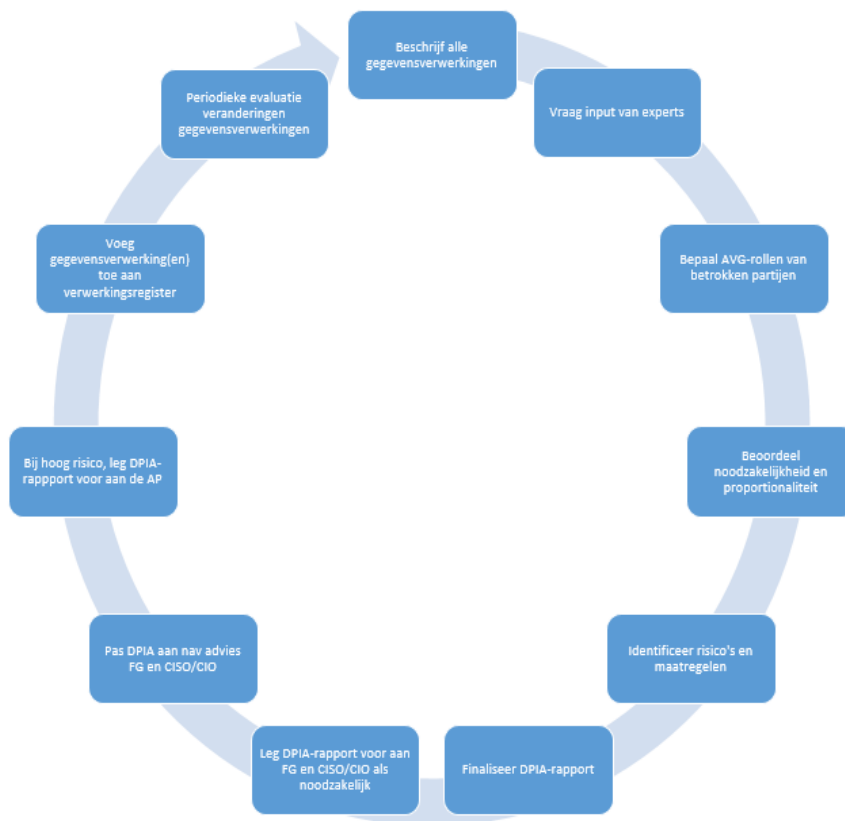 Beschrijf alle
gegevensverwerkingen
Vraag input van experts
Bepaal AVG-rollen van
betrokken partijen
Beoordeel
noodzakelijkheid en
proportionaliteit
Identificeer risico's en
maatregelen
Finaliseer DPIA-rapport
Leg DPIA-rapport voor aan
FG en CISO/CIO als
noodzakelijk
Pas DPIA aan nav advies
FG en CISO/CIO
Bij hoog risico, leg DPIA-
rappport voor aan de AP
Voeg
gegevensverwerking(en)
toe aan
verwerkingsregister
Periodieke evaluatie
veranderingen
gegevensverwerkingen